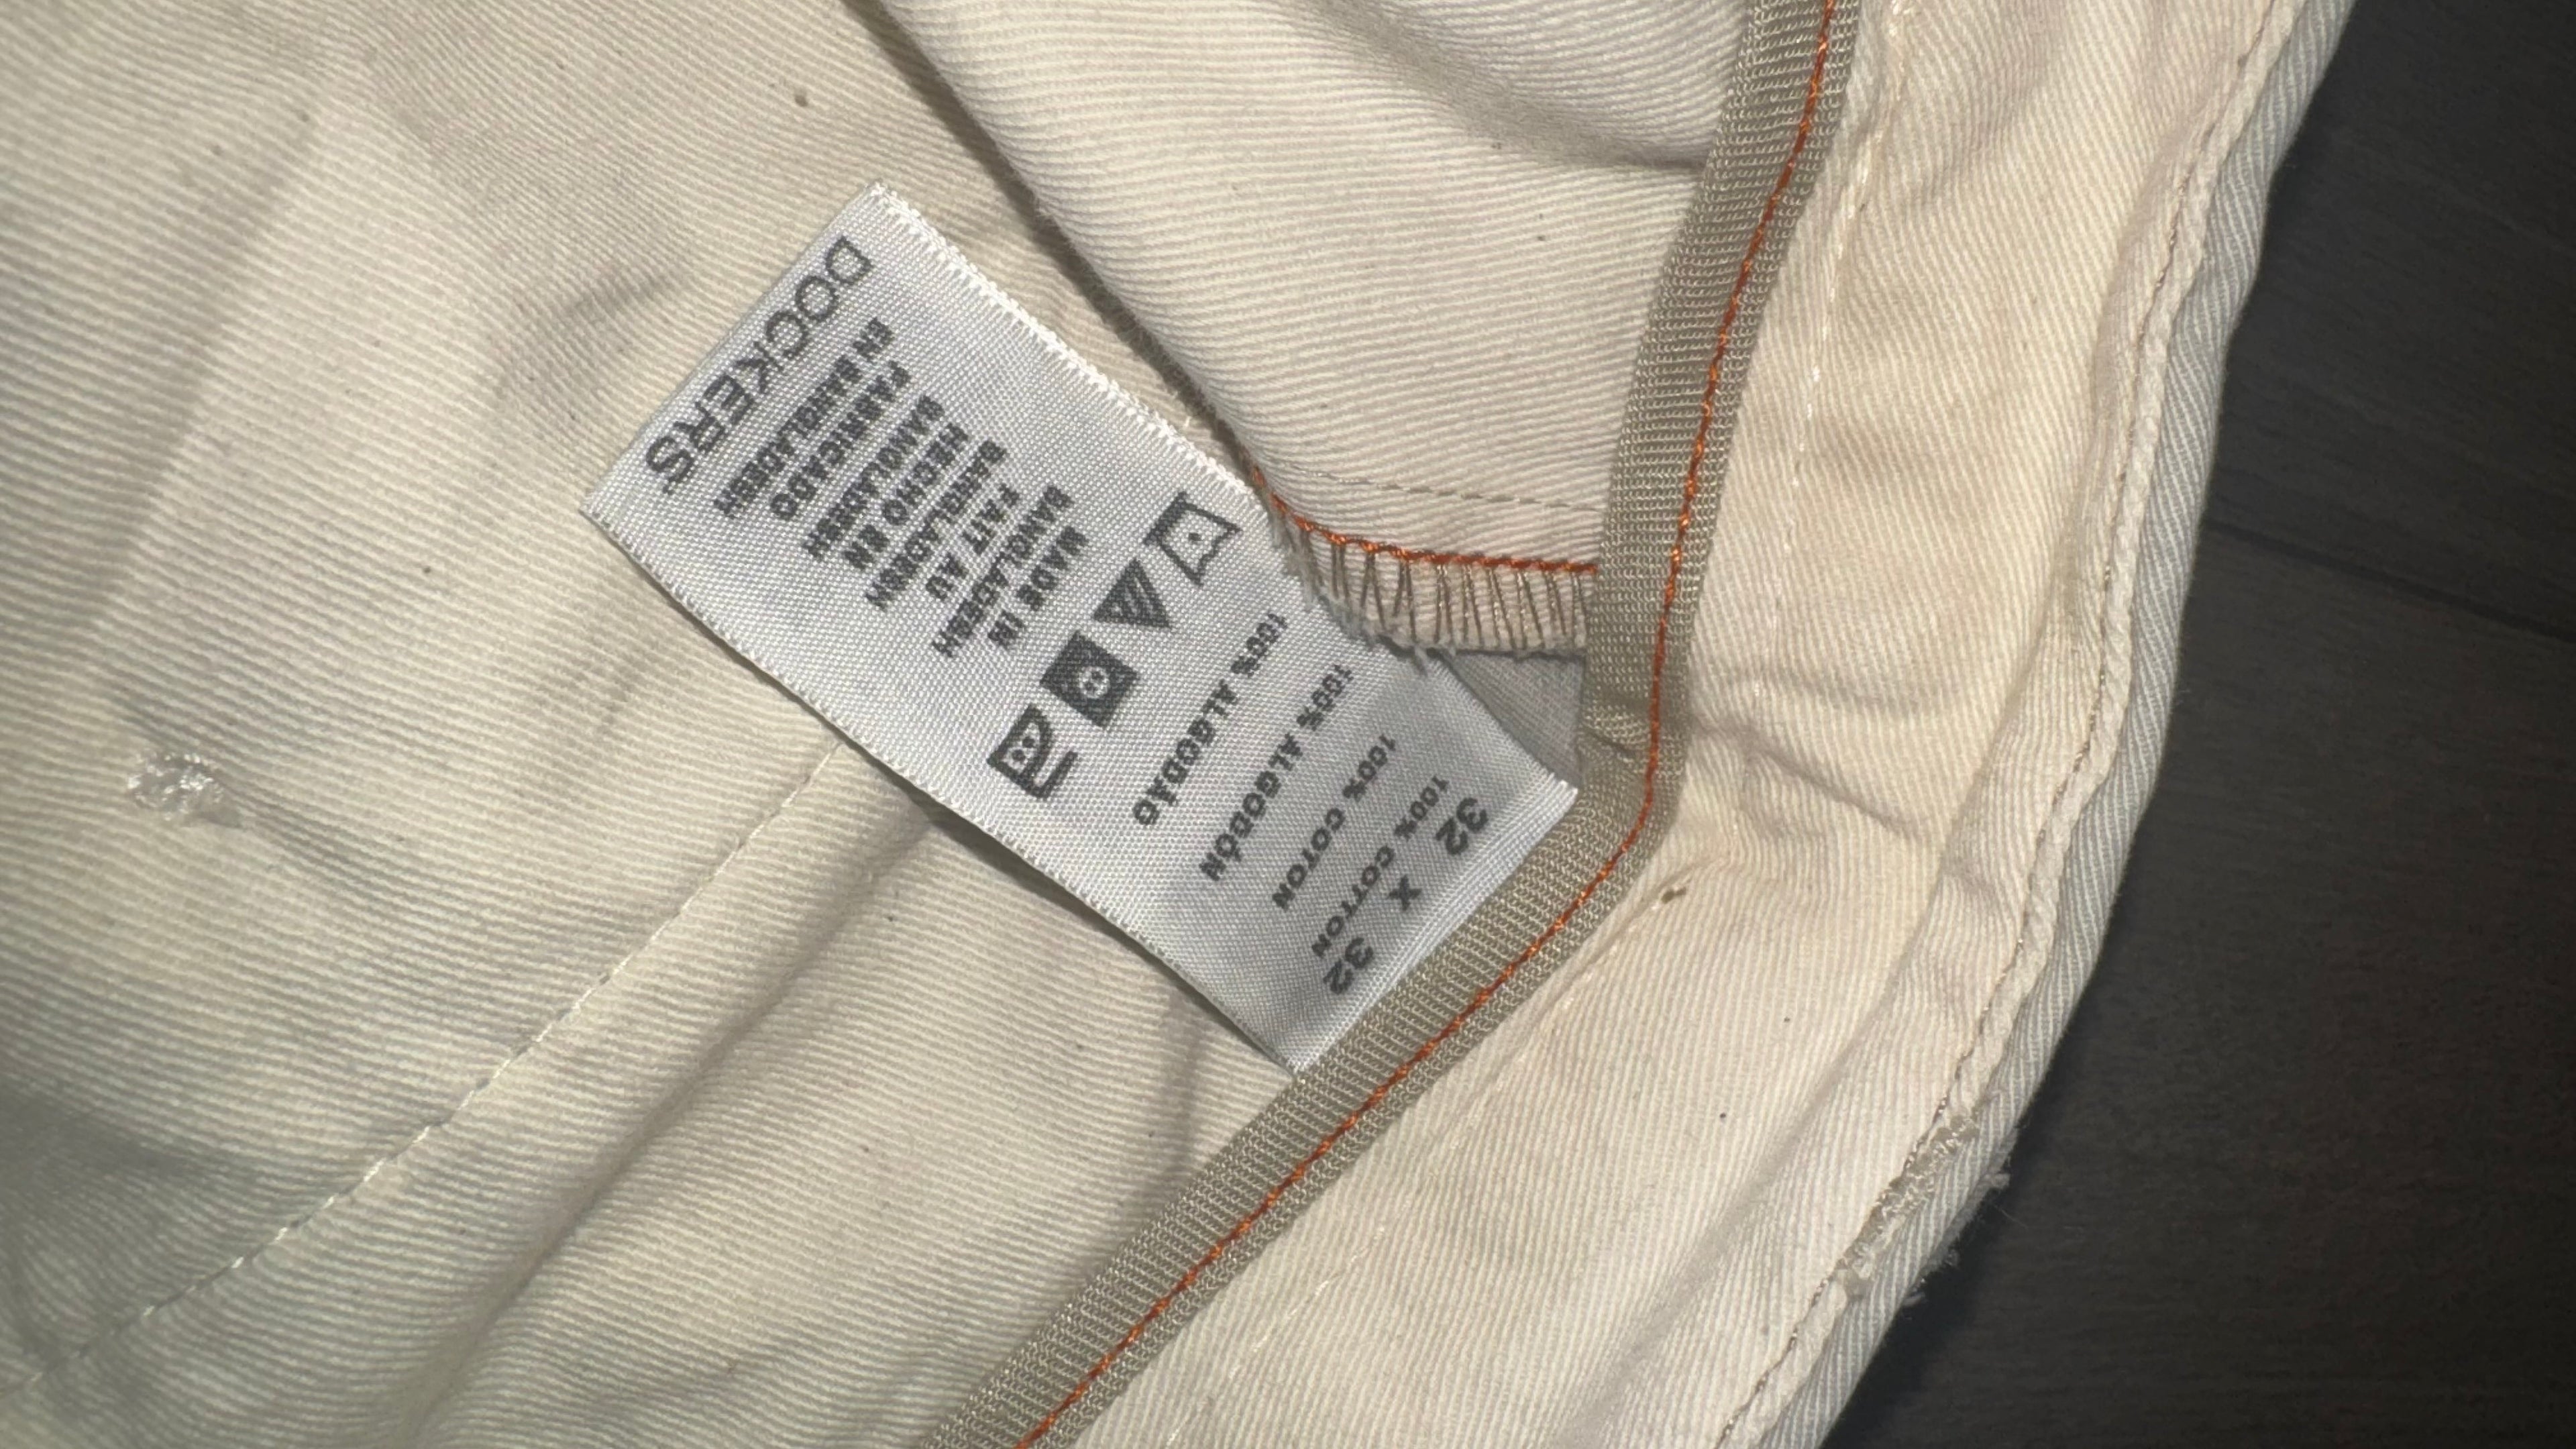 32 X 32
100% COTTON
100% COTON
100% ALGODÓN
100% ALGODÃO
MADE IN
BANGLADESH
FAIT AU
BANGLADESH
HECHO EN
BANGLADESH
FABRICADO
EN BANGLADESH
DOCKERS